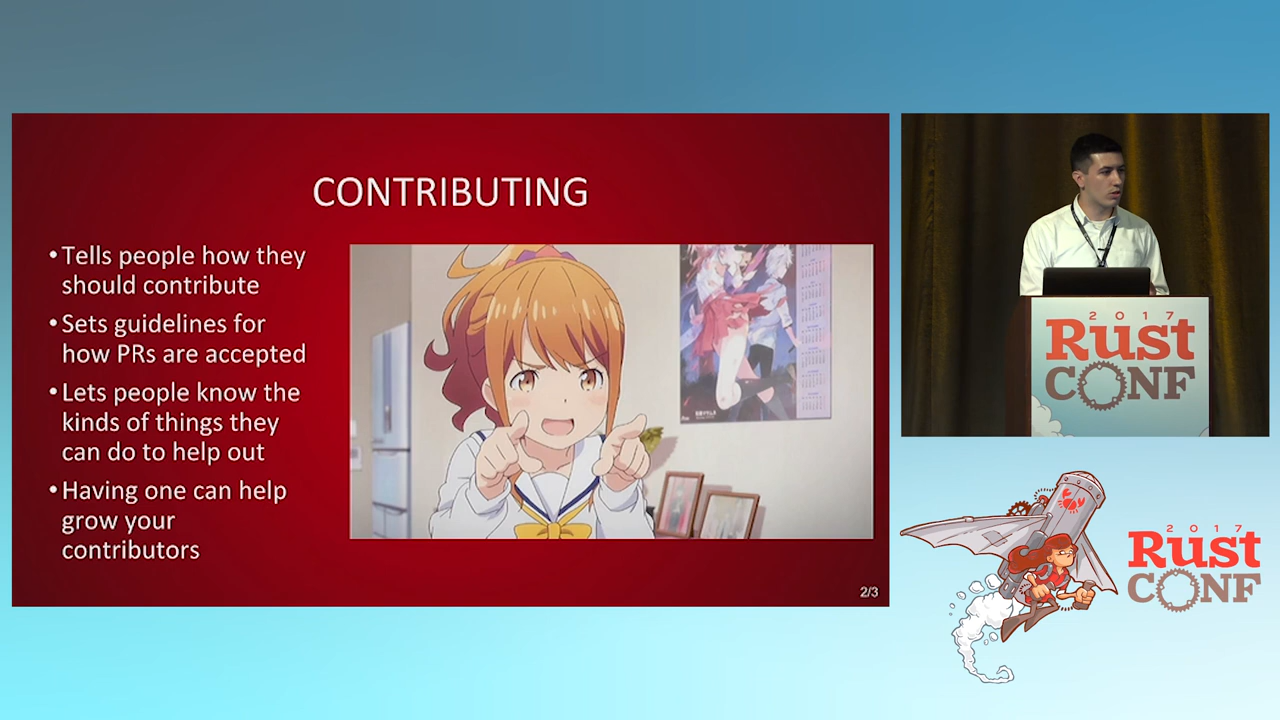 CONTRIBUTING
•Tells people how they
should contribute
•Sets guidelines for
how PRs are accepted
•Lets people know the
kinds of things they
can do to help out
•Having one can help
grow your
contributors
2/3
2017
Rust
CONF
2017
Rust
CONF